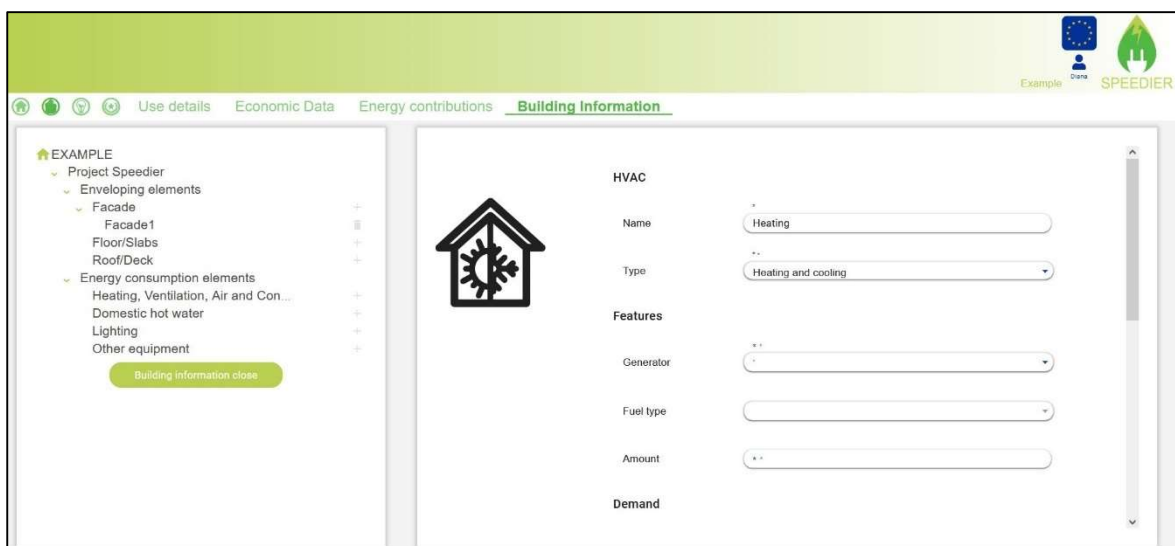 Example
Diana
SPEEDIER
Use details Economic Data Energy contributions Building Information
EXAMPLE
Project Speedier
Enveloping elements
Facade
Facade1
Floor/Slabs
Roof/Deck
Energy consumption elements
Heating, Ventilation, Air and Con...
Domestic hot water
Lighting
Other equipment
Building information close
HVAC
Name Heating
Type Heating and cooling
Features
Generator
Fuel type
Amount
Demand